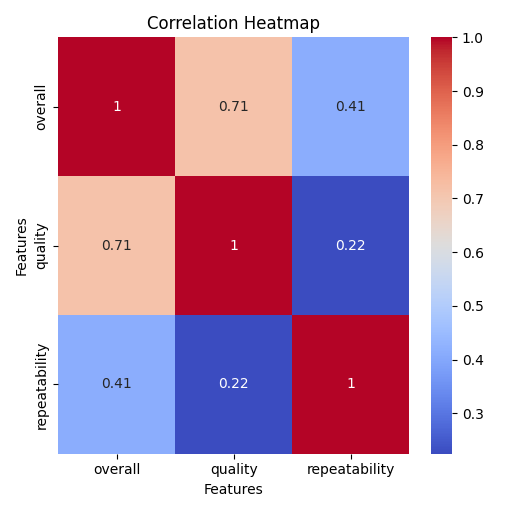 Correlation Heatmap
overall
1
0.71
0.41
Features
quality
0.71
1
0.22
repeatability
0.41
0.22
1
overall
quality
repeatability
Features
1.0
0.9
0.8
0.7
0.6
0.5
0.4
0.3